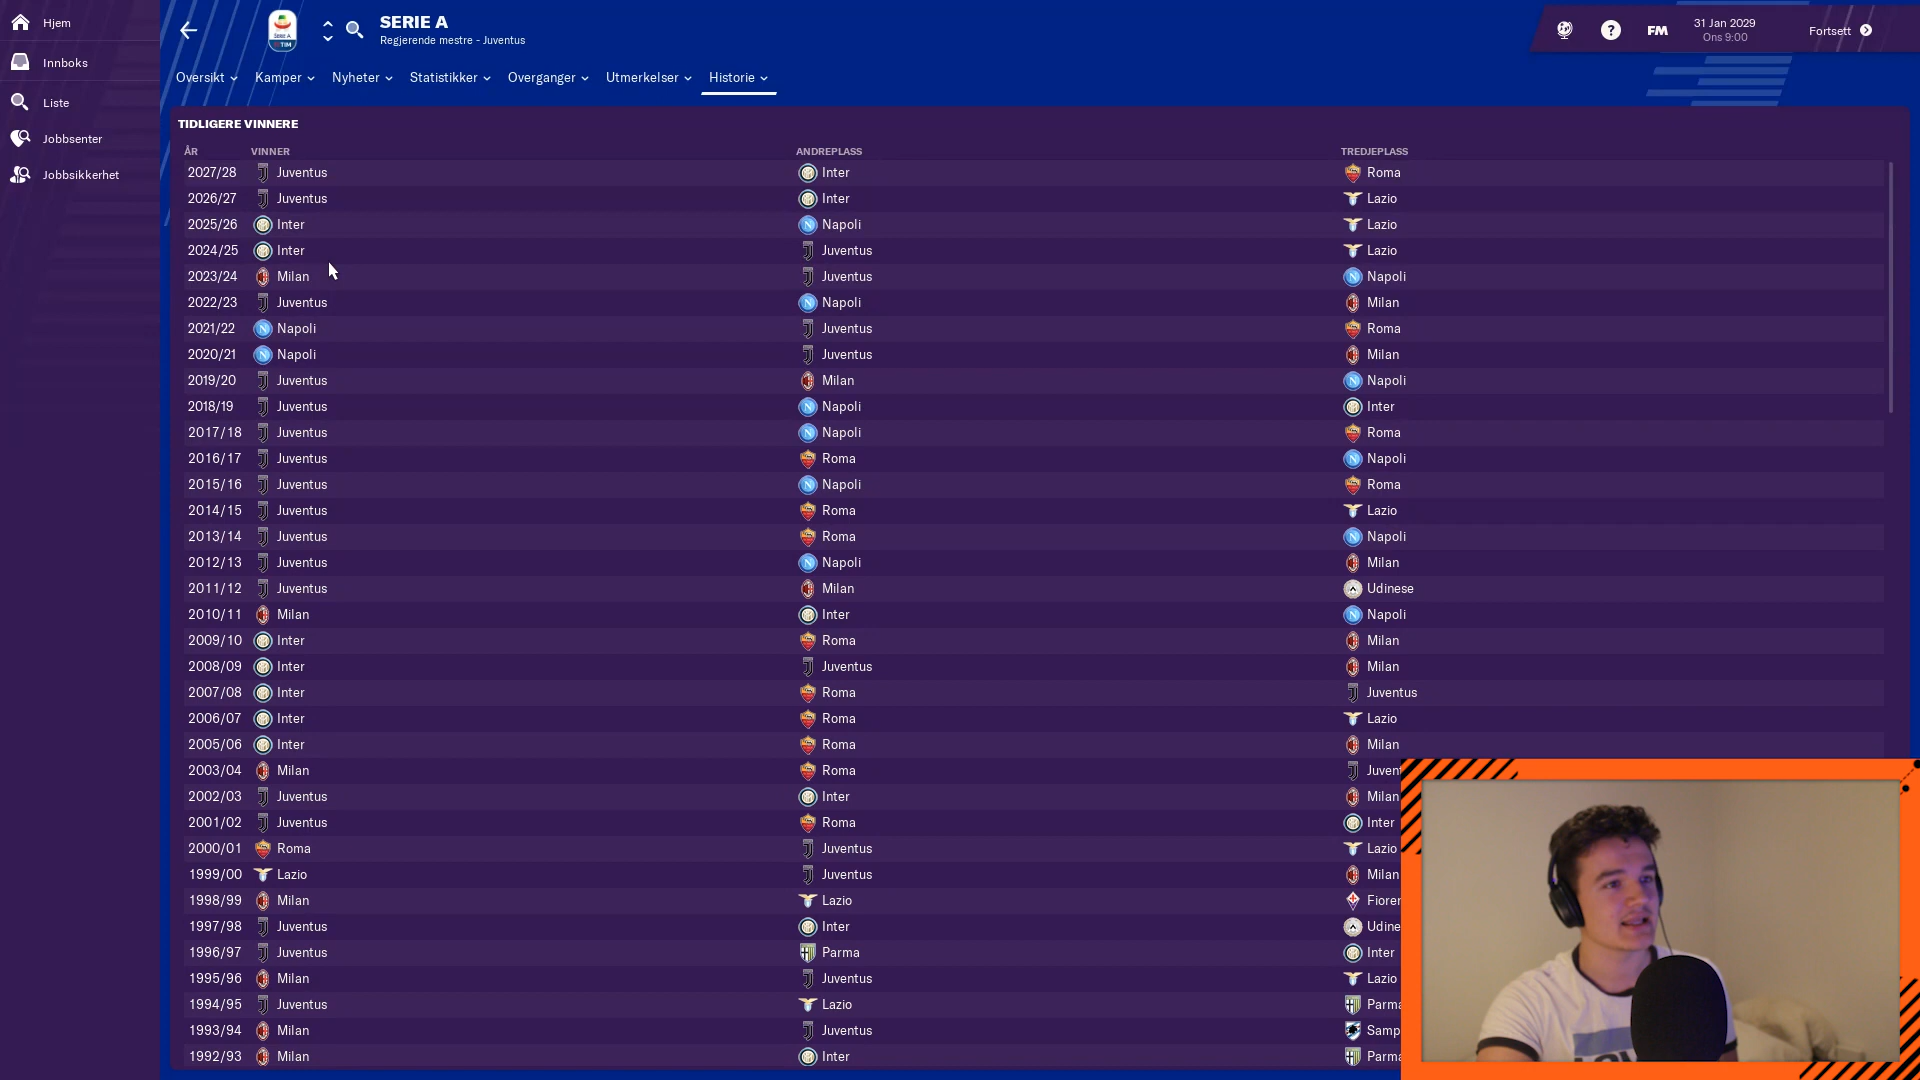 Hjem
Innboks
Liste
Jobbsenter
Jobbsikkerhet
SERIE A
Regjerende mestre - Juventus
FM
31 Jan 2029
Ons 9:00
Fortsett
Oversikt Kamper Nyheter Statistikker Overganger Utmerkelser Historie
TIDLIGERE VINNERE
ÅR VINNER ANDREPLASS TREDJEPLASS
2027/28 Juventus Inter Roma
2026/27 Juventus Inter Lazio
2025/26 Inter Napoli Lazio
2024/25 Inter Juventus Lazio
2023/24 Milan Juventus Napoli
2022/23 Juventus Napoli Milan
2021/22 Napoli Juventus Roma
2020/21 Napoli Juventus Milan
2019/20 Juventus Milan Napoli
2018/19 Juventus Napoli Inter
2017/18 Juventus Napoli Roma
2016/17 Juventus Roma Napoli
2015/16 Juventus Napoli Roma
2014/15 Juventus Roma Lazio
2013/14 Juventus Roma Napoli
2012/13 Juventus Napoli Milan
2011/12 Juventus Milan Udinese
2010/11 Milan Inter Napoli
2009/10 Inter Roma Milan
2008/09 Inter Juventus Milan
2007/08 Inter Roma Juventus
2006/07 Inter Roma Lazio
2005/06 Inter Roma Milan
2003/04 Milan Roma Juven
2002/03 Juventus Inter Milan
2001/02 Juventus Roma Inter
2000/01 Roma Juventus Lazio
1999/00 Lazio Juventus Milan
1998/99 Milan Lazio Fioren
1997/98 Juventus Inter Udine
1996/97 Juventus Parma Inter
1995/96 Milan Juventus Lazio
1994/95 Juventus Lazio Parma
1993/94 Milan Juventus Samp
1992/93 Milan Inter Parma